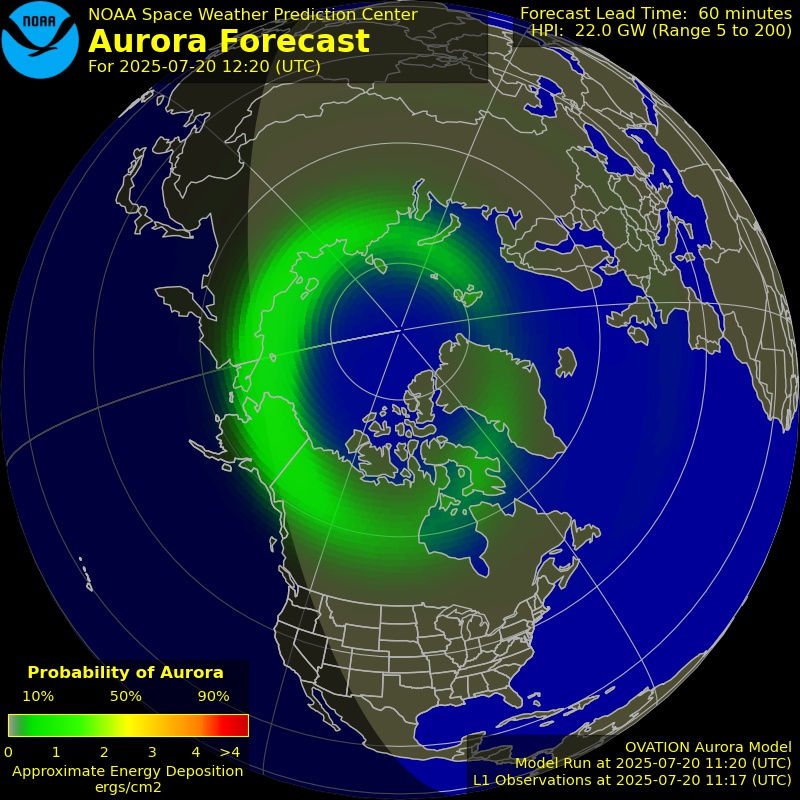 NOAA
NOAA Space Weather Prediction Center
Aurora Forecast
For 2025-07-20 12:20 (UTC)
Forecast Lead Time: 60 minutes
HPI: 22.0 GW (Range 5 to 200)
Probability of Aurora
10% 50% 90%
0 1 2 3 4 >4
Approximate Energy Deposition
ergs/cm2
OVATION Aurora Model
Model Run at 2025-07-20 11:20 (UTC)
L1 Observations at 2025-07-20 11:17 (UTC)